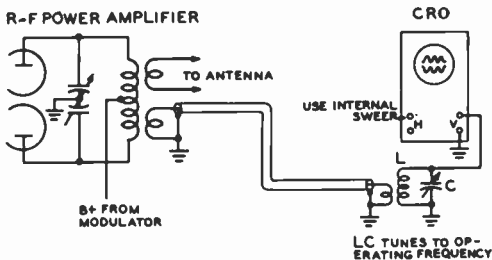 R-F POWER AMPLIFIER
CRO
TO ANTENNA
USE INTERNAL
SWEEP
H
V
L
C
B+ FROM
MODULATOR
LC TUNES TO OP-
ERATING FREQUENCY